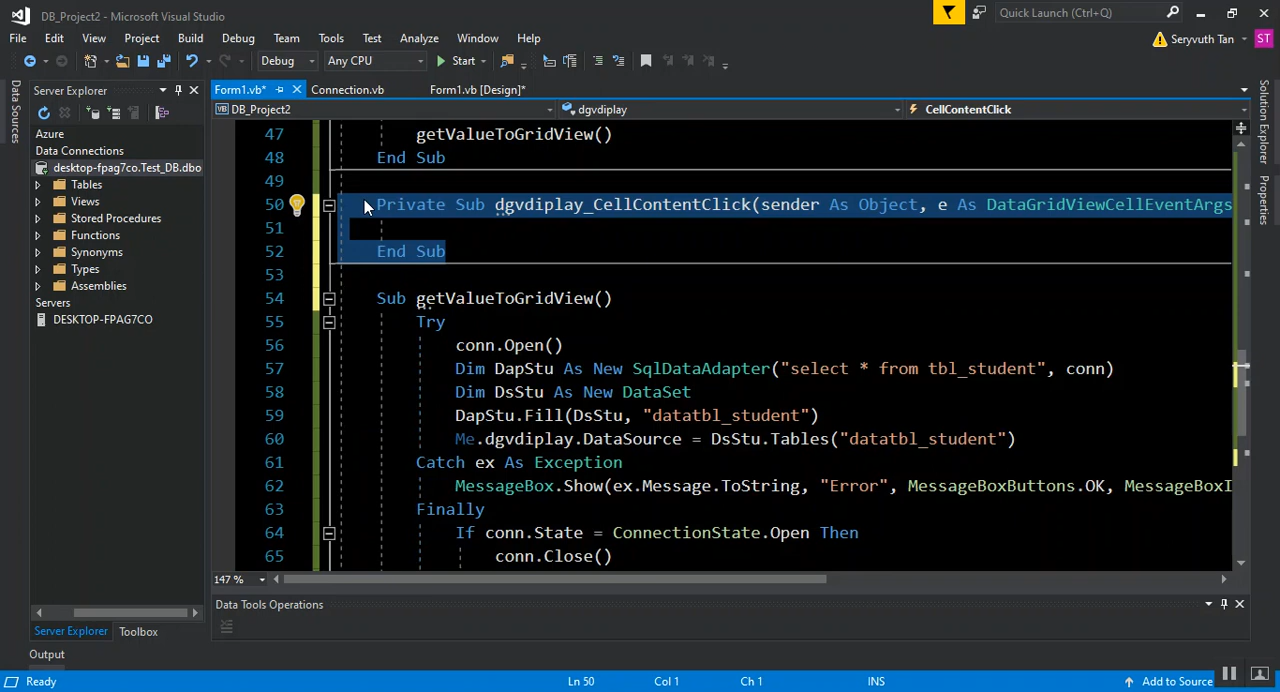 DB_Project2 - Microsoft Visual Studio
Quick Launch (Ctrl+Q)
File Edit View Project Build Debug Team Tools Test Analyze Window Help
Seryvuth Tan ST
Debug Any CPU Start
Data Sources
Server Explorer
Form1.vb* Connection.vb Form1.vb [Design]*
DB_Project2 dgvdiplay CellContentClick
Azure
Data Connections
desktop-fpag7co.Test_DB.dbo
Tables
Views
Stored Procedures
Functions
Synonyms
Types
Assemblies
Servers
DESKTOP-FPAG7CO
47 getValueToGridView()
48 End Sub
49
50 Private Sub dgvdiplay_CellContentClick(sender As Object, e As DataGridViewCellEventArgs
51
52 End Sub
53
54 Sub getValueToGridView()
55 Try
56 conn.Open()
57 Dim DapStu As New SqlDataAdapter("select * from tbl_student", conn)
58 Dim DsStu As New DataSet
59 DapStu.Fill(DsStu, "datatbl_student")
60 Me.dgvdiplay.DataSource = DsStu.Tables("datatbl_student")
61 Catch ex As Exception
62 MessageBox.Show(ex.Message.ToString, "Error", MessageBoxButtons.OK, MessageBoxI
63 Finally
64 If conn.State = ConnectionState.Open Then
65 conn.Close()
147 %
Solution Explorer
Properties
Data Tools Operations
Server Explorer Toolbox
Output
Ready Ln 50 Col 1 Ch 1 INS Add to Source